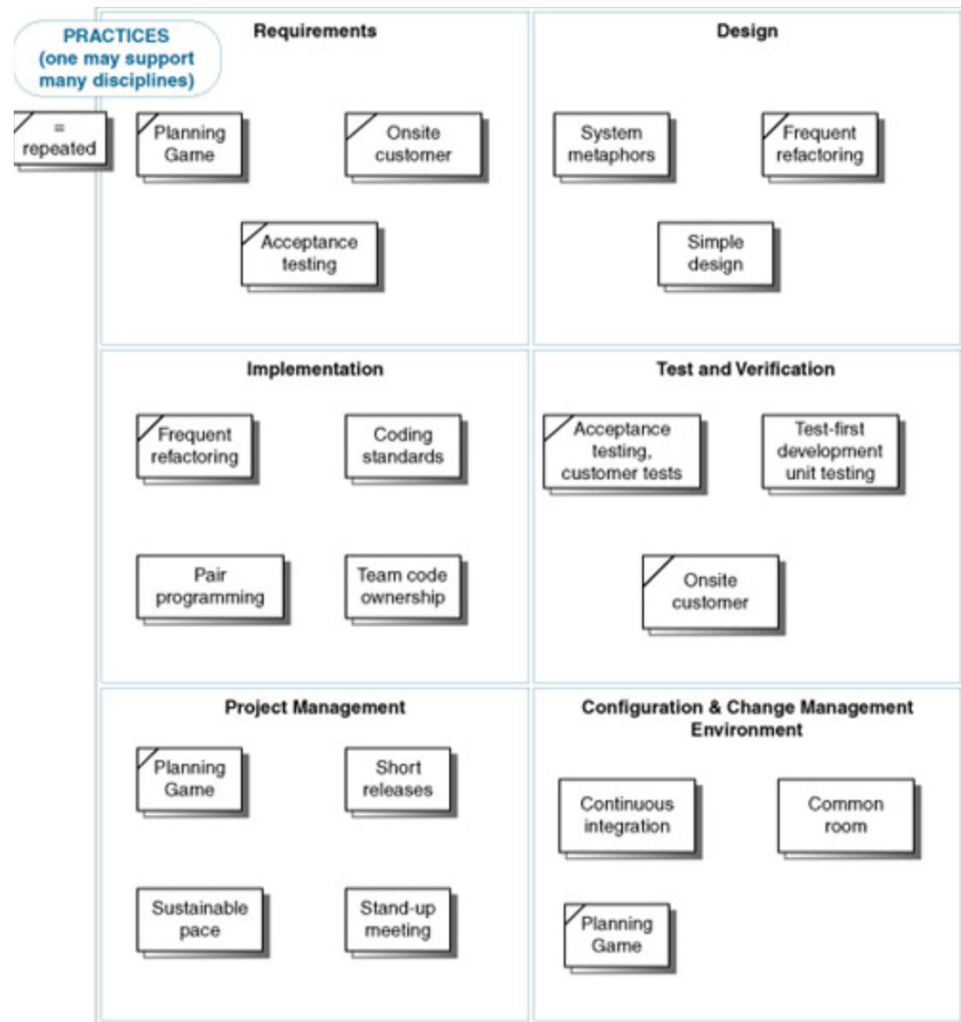 PRACTICES
(one may support
many disciplines)
=
repeated
Requirements
Planning
Game
Onsite
customer
Acceptance
testing
Design
System
metaphors
Frequent
refactoring
Simple
design
Implementation
Frequent
refactoring
Coding
standards
Pair
programming
Team code
ownership
Test and Verification
Acceptance
testing,
customer tests
Test-first
development
unit testing
Onsite
customer
Project Management
Planning
Game
Short
releases
Sustainable
pace
Stand-up
meeting
Configuration & Change Management
Environment
Continuous
integration
Common
room
Planning
Game